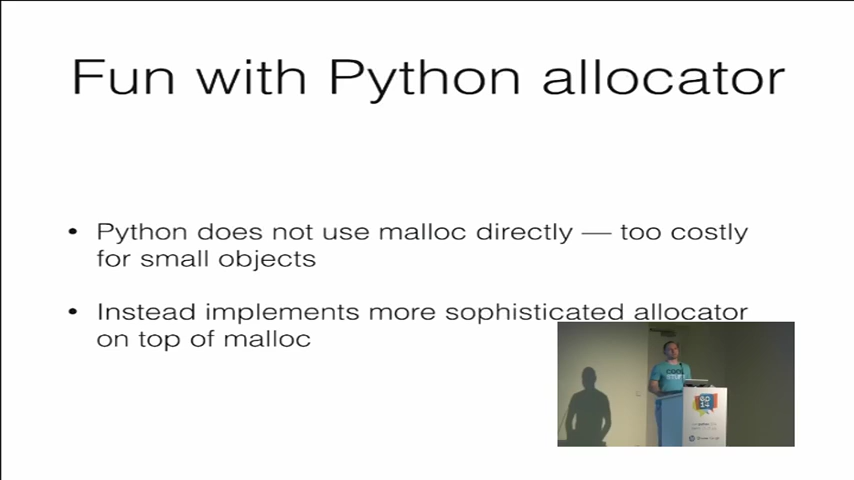 Fun with Python allocator
• Python does not use malloc directly — too costly
for small objects
• Instead implements more sophisticated allocator
on top of malloc
COOL